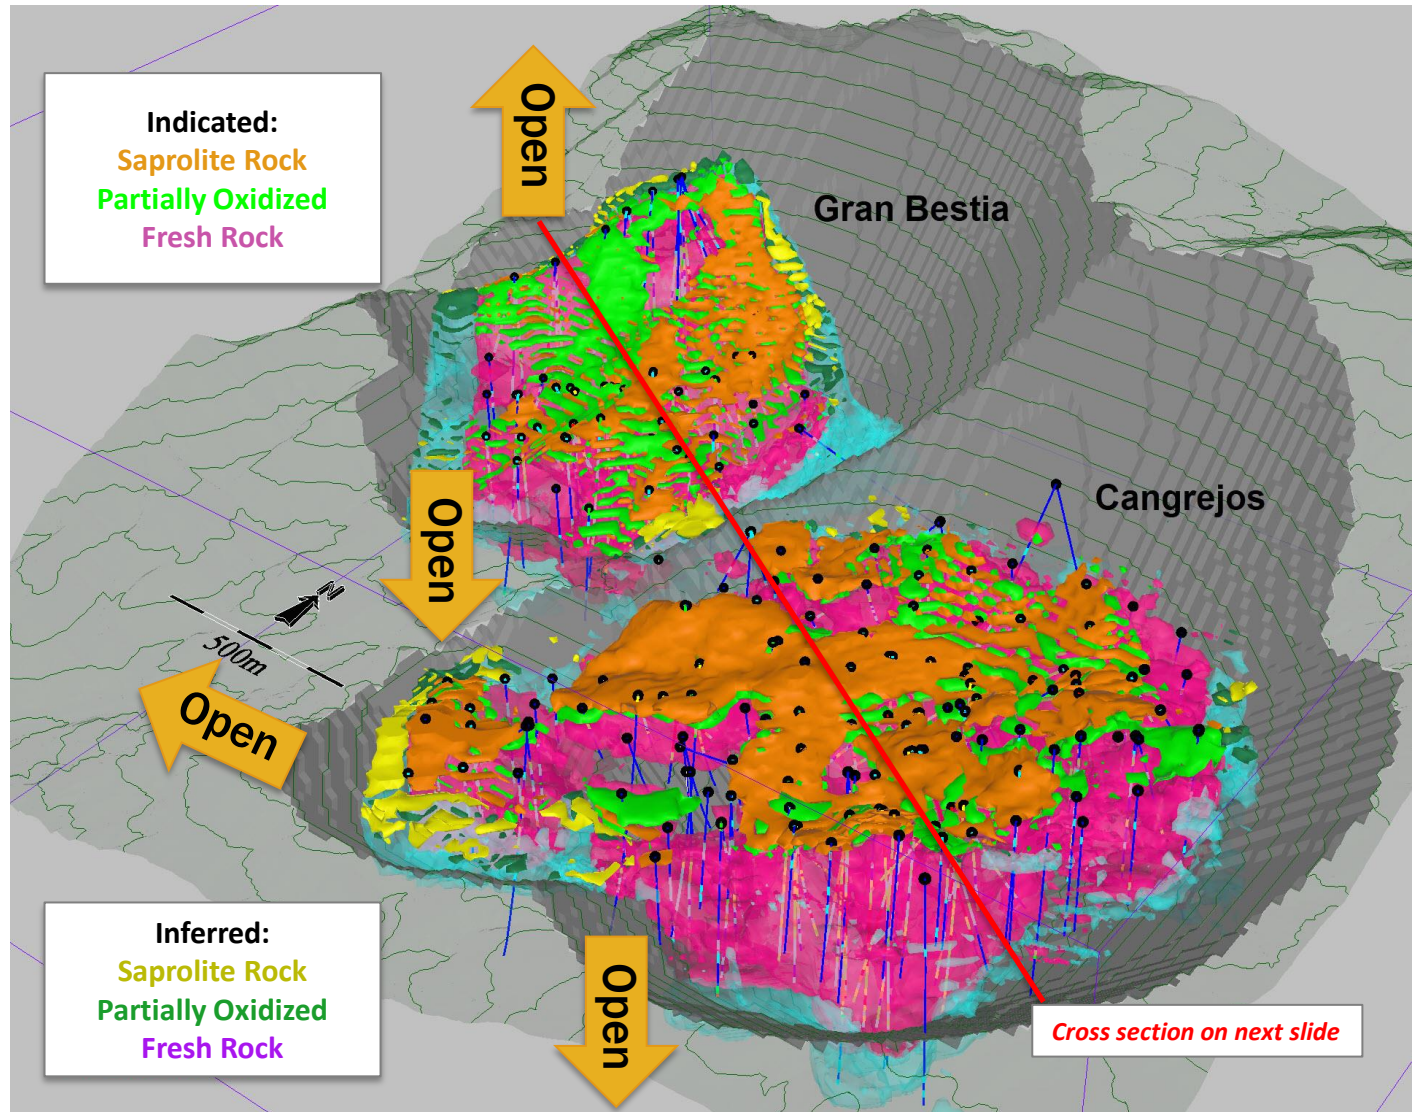 Indicated:
Saprolite Rock
Partially Oxidized
Fresh Rock
Open
Gran Bestia
Cangrejos
Open
N
500m
Open
Inferred:
Saprolite Rock
Partially Oxidized
Fresh Rock
Open
Cross section on next slide